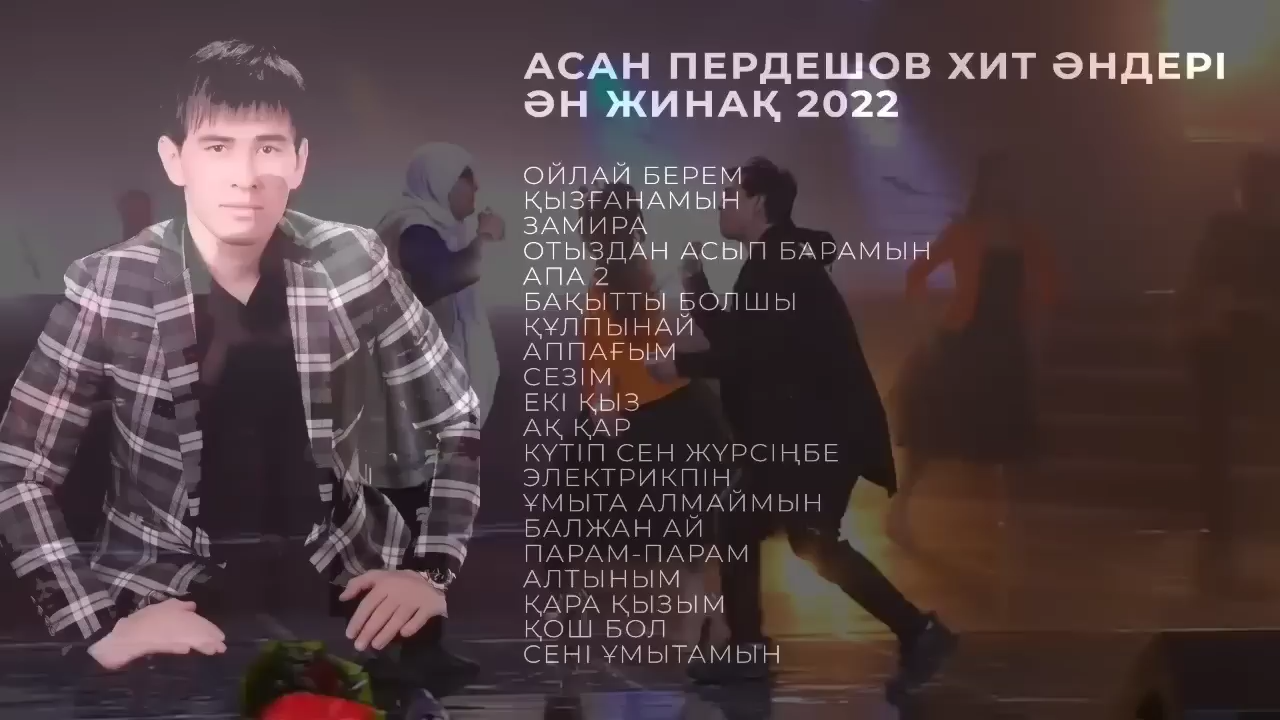 АСАН ПЕРДЕШОВ ХИТ ӘНДЕРІ
ӘН ЖИНАҚ 2022
ОЙЛАЙ БЕРЕМ
ҚЫЗҒАНАМЫН
ЗАМИРА
ОТЫЗДАН АСЫП БАРАМЫН
АПА 2
БАҚЫТТЫ БОЛШЫ
ҚҰЛПЫНАЙ
АППАҒЫМ
СЕЗІМ
ЕКІ ҚЫЗ
АҚ ҚАР
КҮТІП СЕН ЖҮРСІҢБЕ
ЭЛЕКТРИКПІН
ҰМЫТА АЛМАЙМЫН
БАЛЖАН АЙ
ПАРАМ-ПАРАМ
АЛТЫНЫМ
ҚАРА ҚЫЗЫМ
ҚОШ БОЛ
СЕНІ ҰМЫТАМЫН